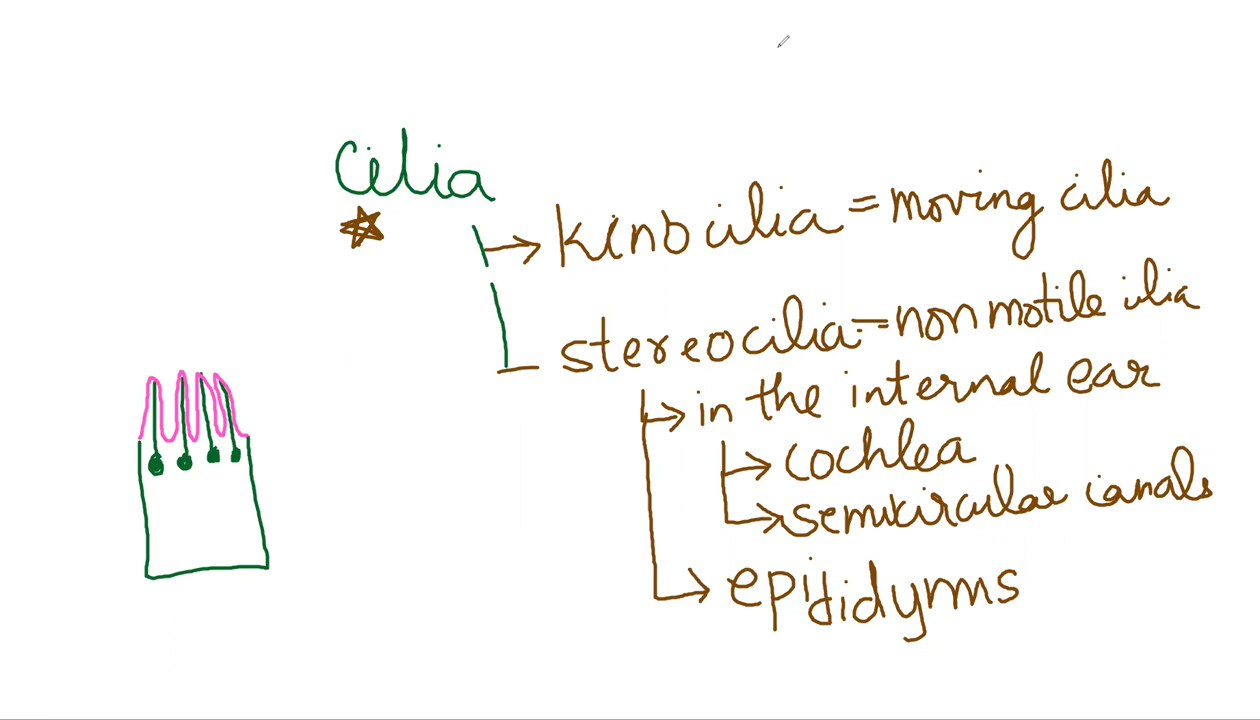 Cilia
kinocilia = moving cilia
stereocilia = non motile cilia
in the internal ear
cochlea
semicircular canals
epididyms